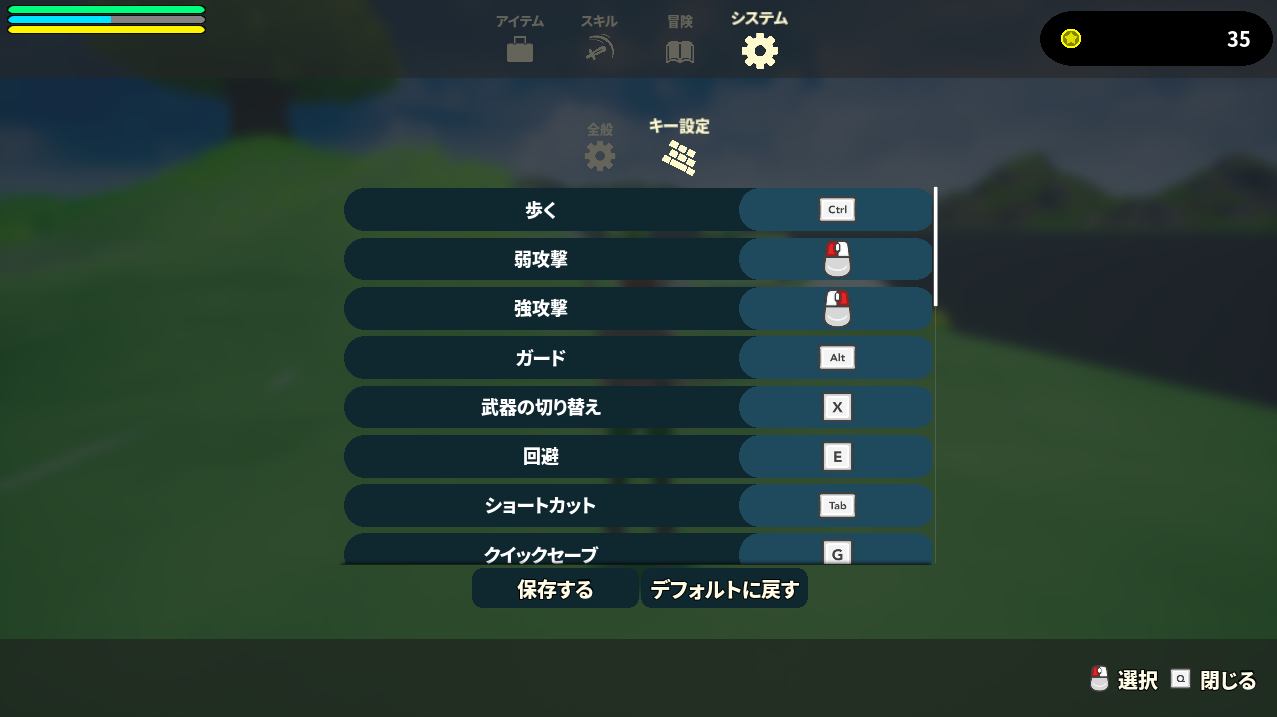 アイテム スキル 冒険 システム
35
全般 キー設定
歩く Ctrl
弱攻撃
強攻撃
ガード Alt
武器の切り替え X
回避 E
ショートカット Tab
クイックセーブ G
保存する デフォルトに戻す
選択 Q 閉じる